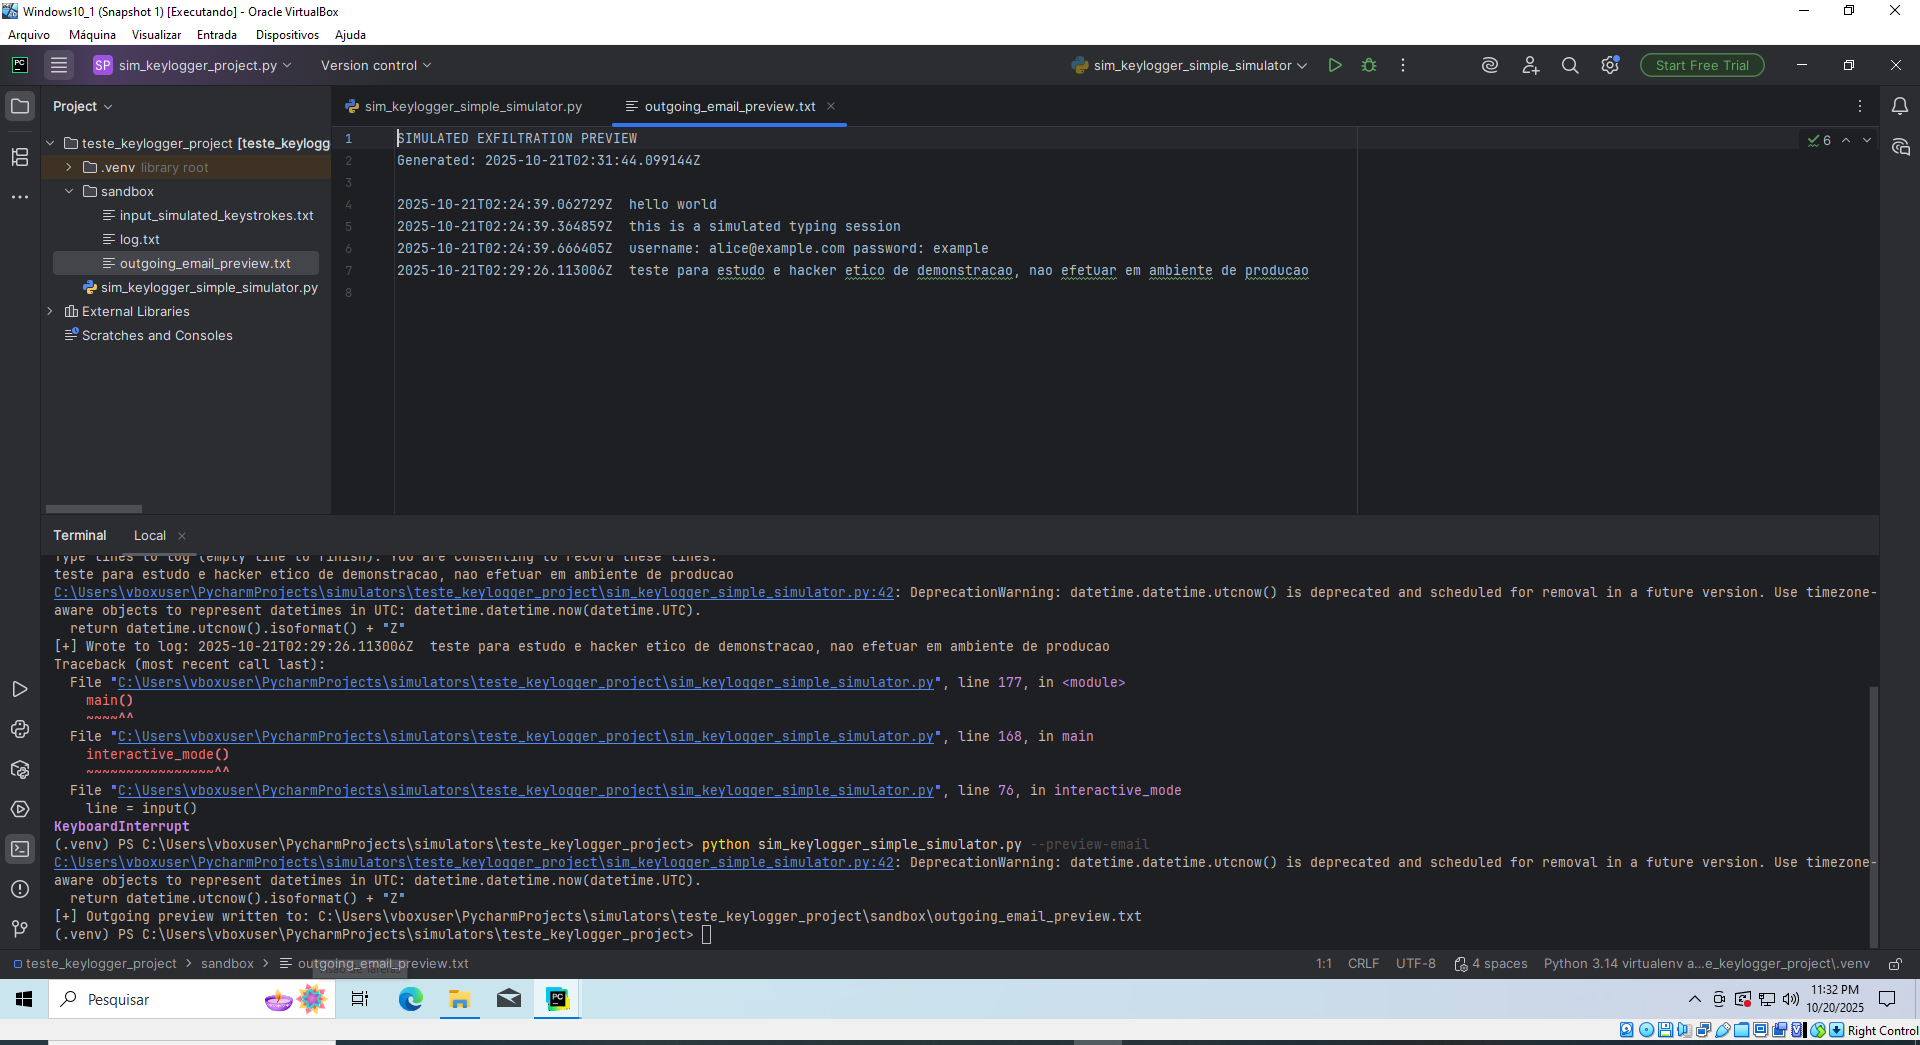 Windows10_1 (Snapshot 1) [Executando] - Oracle VirtualBox
Arquivo Máquina Visualizar Entrada Dispositivos Ajuda
PC SP sim_keylogger_project.py Version control sim_keylogger_simple_simulator Start Free Trial
Project
sim_keylogger_simple_simulator.py outgoing_email_preview.txt
teste_keylogger_project [teste_keylogg
.venv library root
sandbox
input_simulated_keystrokes.txt
log.txt
outgoing_email_preview.txt
sim_keylogger_simple_simulator.py
External Libraries
Scratches and Consoles
1 SIMULATED EXFILTRATION PREVIEW
6
2 Generated: 2025-10-21T02:31:44.099144Z
3
4 2025-10-21T02:24:39.062729Z hello world
5 2025-10-21T02:24:39.364859Z this is a simulated typing session
6 2025-10-21T02:24:39.666405Z username: alice@example.com password: example
7 2025-10-21T02:29:26.113006Z teste para estudo e hacker etico de demonstracao, nao efetuar em ambiente de producao
8
Terminal Local
Type lines to log (empty line to finish). You are consenting to record these lines.
teste para estudo e hacker etico de demonstracao, nao efetuar em ambiente de producao
C:\Users\vboxuser\PycharmProjects\simulators\teste_keylogger_project\sim_keylogger_simple_simulator.py:42: DeprecationWarning: datetime.datetime.utcnow() is deprecated and scheduled for removal in a future version. Use timezone-
aware objects to represent datetimes in UTC: datetime.datetime.now(datetime.UTC).
return datetime.utcnow().isoformat() + "Z"
[+] Wrote to log: 2025-10-21T02:29:26.113006Z teste para estudo e hacker etico de demonstracao, nao efetuar em ambiente de producao
Traceback (most recent call last):
File "C:\Users\vboxuser\PycharmProjects\simulators\teste_keylogger_project\sim_keylogger_simple_simulator.py", line 177, in <module>
main()
~~~~^^
File "C:\Users\vboxuser\PycharmProjects\simulators\teste_keylogger_project\sim_keylogger_simple_simulator.py", line 168, in main
interactive_mode()
~~~~~~~~~~~~~~~~^^
File "C:\Users\vboxuser\PycharmProjects\simulators\teste_keylogger_project\sim_keylogger_simple_simulator.py", line 76, in interactive_mode
line = input()
KeyboardInterrupt
(.venv) PS C:\Users\vboxuser\PycharmProjects\simulators\teste_keylogger_project> python sim_keylogger_simple_simulator.py --preview-email
C:\Users\vboxuser\PycharmProjects\simulators\teste_keylogger_project\sim_keylogger_simple_simulator.py:42: DeprecationWarning: datetime.datetime.utcnow() is deprecated and scheduled for removal in a future version. Use timezone-
aware objects to represent datetimes in UTC: datetime.datetime.now(datetime.UTC).
return datetime.utcnow().isoformat() + "Z"
[+] Outgoing preview written to: C:\Users\vboxuser\PycharmProjects\simulators\teste_keylogger_project\sandbox\outgoing_email_preview.txt
(.venv) PS C:\Users\vboxuser\PycharmProjects\simulators\teste_keylogger_project>
teste_keylogger_project > sandbox > outgoing_email_preview.txt 1:1 CRLF UTF-8 4 spaces Python 3.14 virtualenv a...e_keylogger_project\.venv
Pesquisar PC 11:32 PM
10/20/2025
Right Control